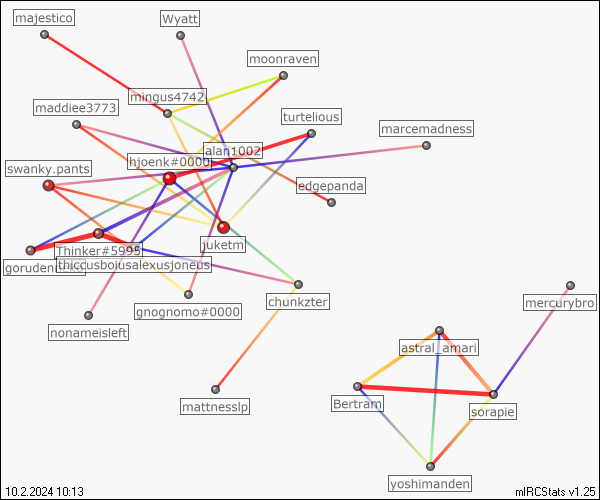 majestico
Wyatt
moonraven
mingus4742
maddiee3773
turtelious
marcemadness
alan1002
hjoenk#0000
swanky.pants
edgepanda
juketm
Thinker#5995
thiccusboiusalexusjoneus
chunkzter
gnognomo#0000
mercurybro
nonameisleft
astral_amari
mattnesslp
Bertram
sorapie
yoshimanden
10.2.2024 10:13
mIRCStats v1.25